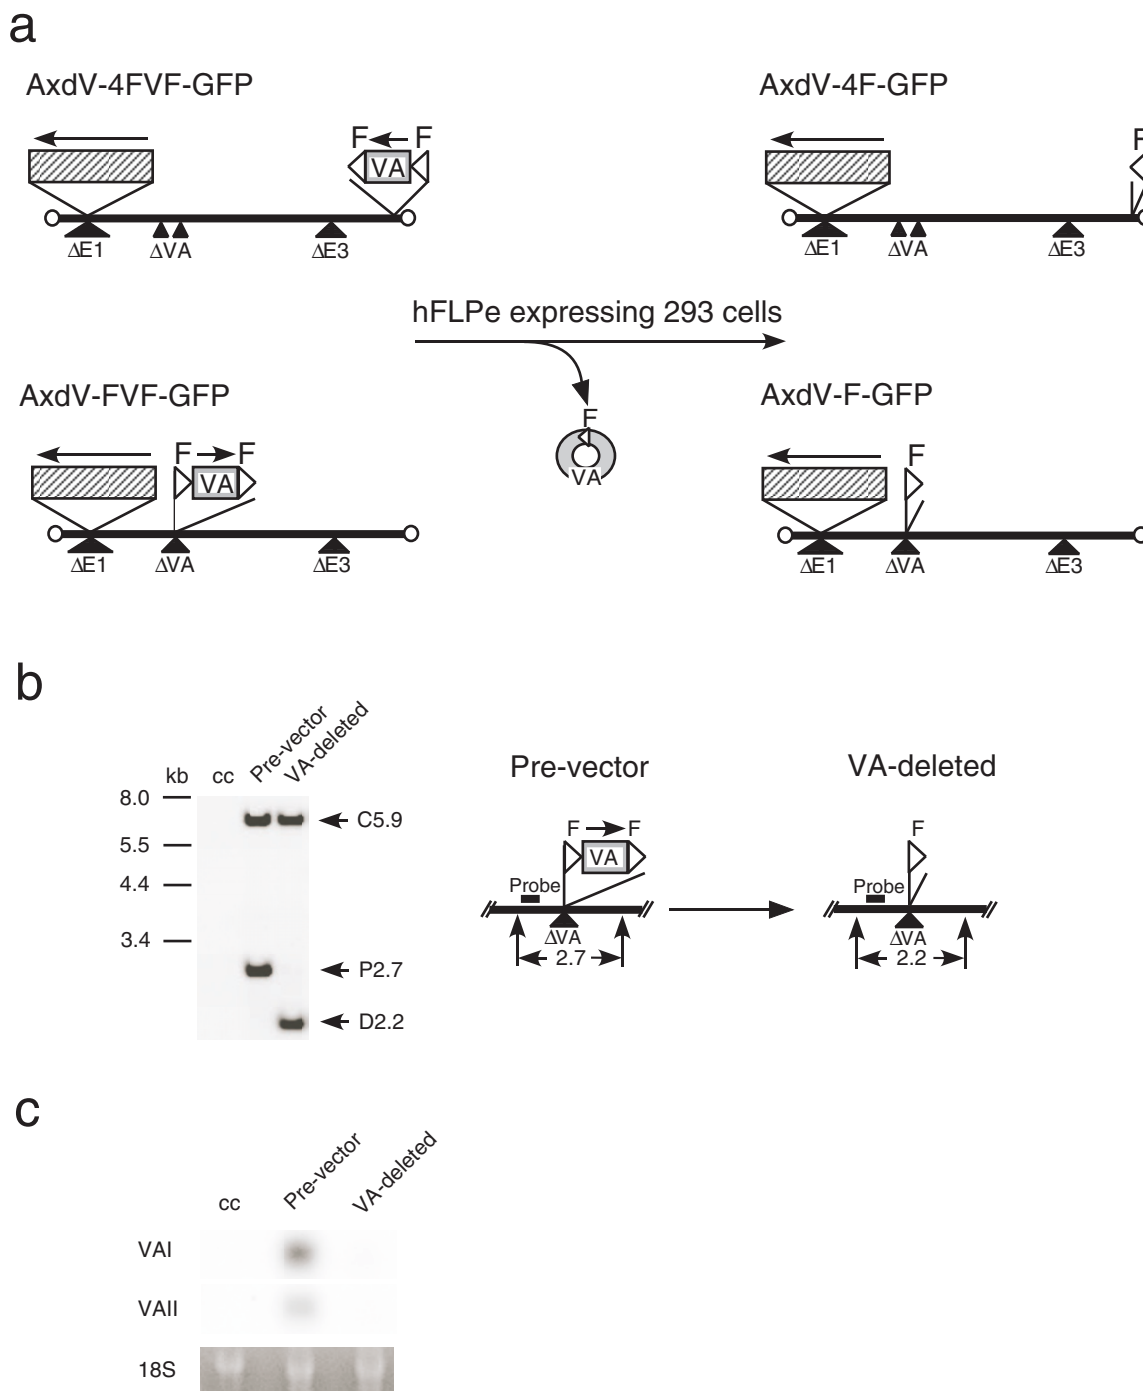 a
AxdV-4FVF-GFP
AxdV-4F-GFP
F F
VA
F
ΔE1 ΔVA ΔE3
ΔE1 ΔVA ΔE3
hFLPe expressing 293 cells
F
VA
AxdV-FVF-GFP
AxdV-F-GFP
F F
VA
F
ΔE1 ΔVA ΔE3
ΔE1 ΔVA ΔE3
b
kb cc Pre-vector VA-deleted
8.0
5.5
4.4
3.4
C5.9
P2.7
D2.2
Pre-vector VA-deleted
F F
VA
Probe
ΔVA
2.7
F
Probe
ΔVA
2.2
c
cc Pre-vector VA-deleted
VAI
VAII
18S